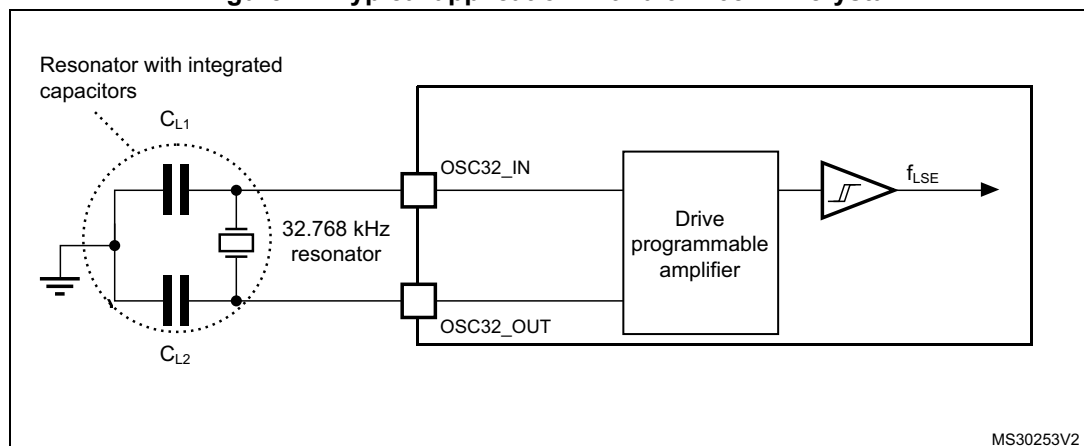 Resonator with integrated
capacitors
CL1
OSC32_IN
fLSE
32.768 kHz
resonator
Drive
programmable
amplifier
OSC32_OUT
CL2
MS30253V2